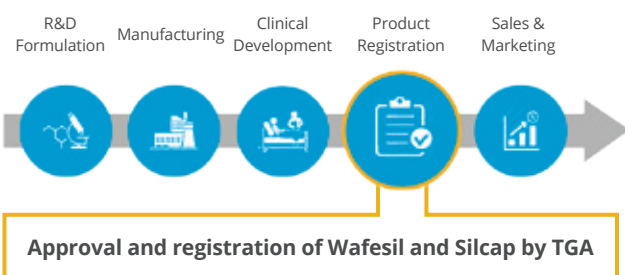 R&D
Formulation
Manufacturing
Clinical
Development
Product
Registration
Sales &
Marketing
Approval and registration of Wafesil and Silcap by TGA